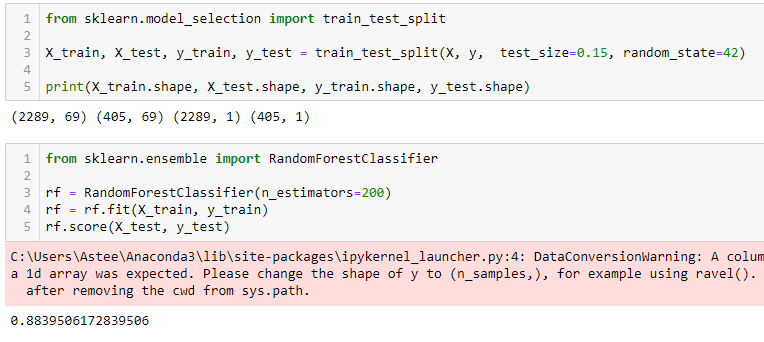 1 from sklearn.model_selection import train_test_split
2
3 X_train, X_test, y_train, y_test = train_test_split(X, y,  test_size=0.15, random_state=42)
4
5 print(X_train.shape, X_test.shape, y_train.shape, y_test.shape)
(2289, 69) (405, 69) (2289, 1) (405, 1)
1 from sklearn.ensemble import RandomForestClassifier
2
3 rf = RandomForestClassifier(n_estimators=200)
4 rf = rf.fit(X_train, y_train)
5 rf.score(X_test, y_test)
C:\Users\Astee\Anaconda3\lib\site-packages\ipykernel_launcher.py:4: DataConversionWarning: A colum
a 1d array was expected. Please change the shape of y to (n_samples,), for example using ravel().
after removing the cwd from sys.path.
0.8839506172839506